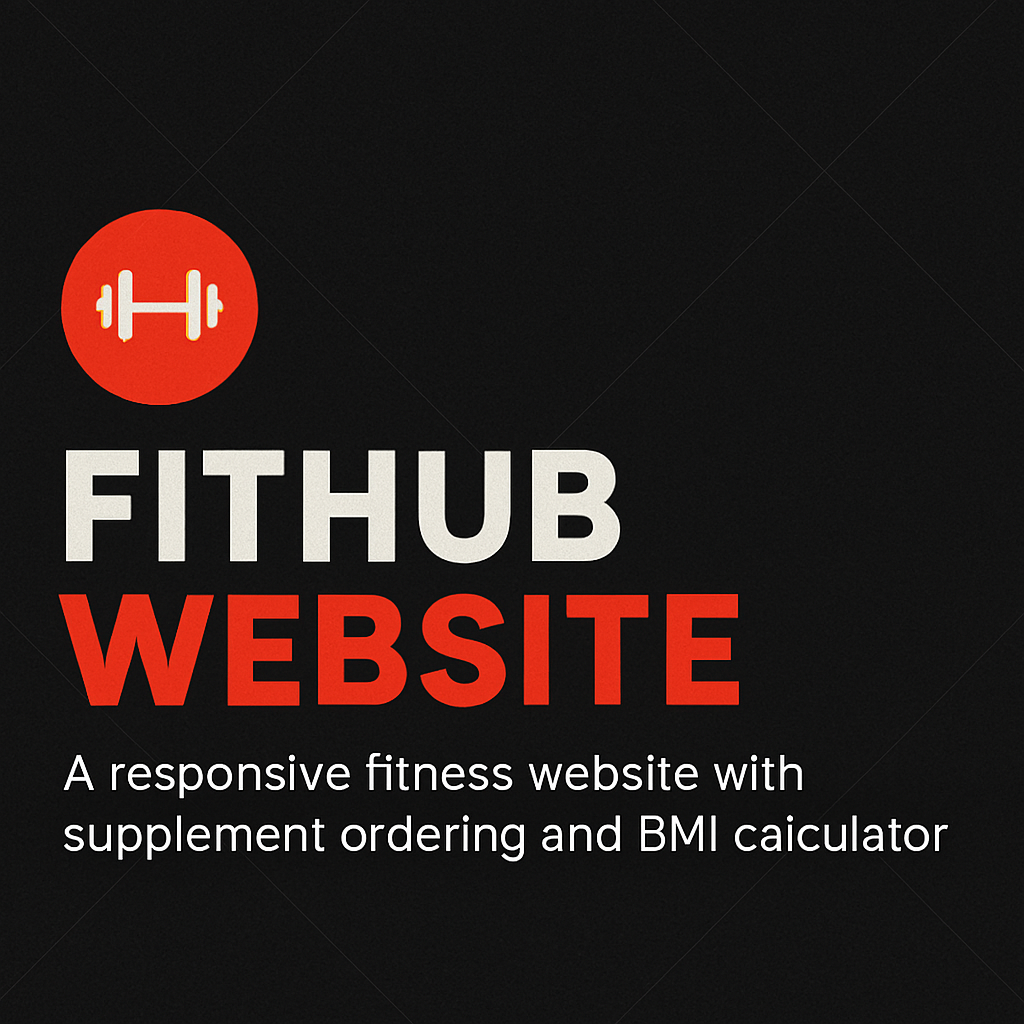 FITHUB
WEBSITE
A responsive fitness website with
supplement ordering and BMI caiculator